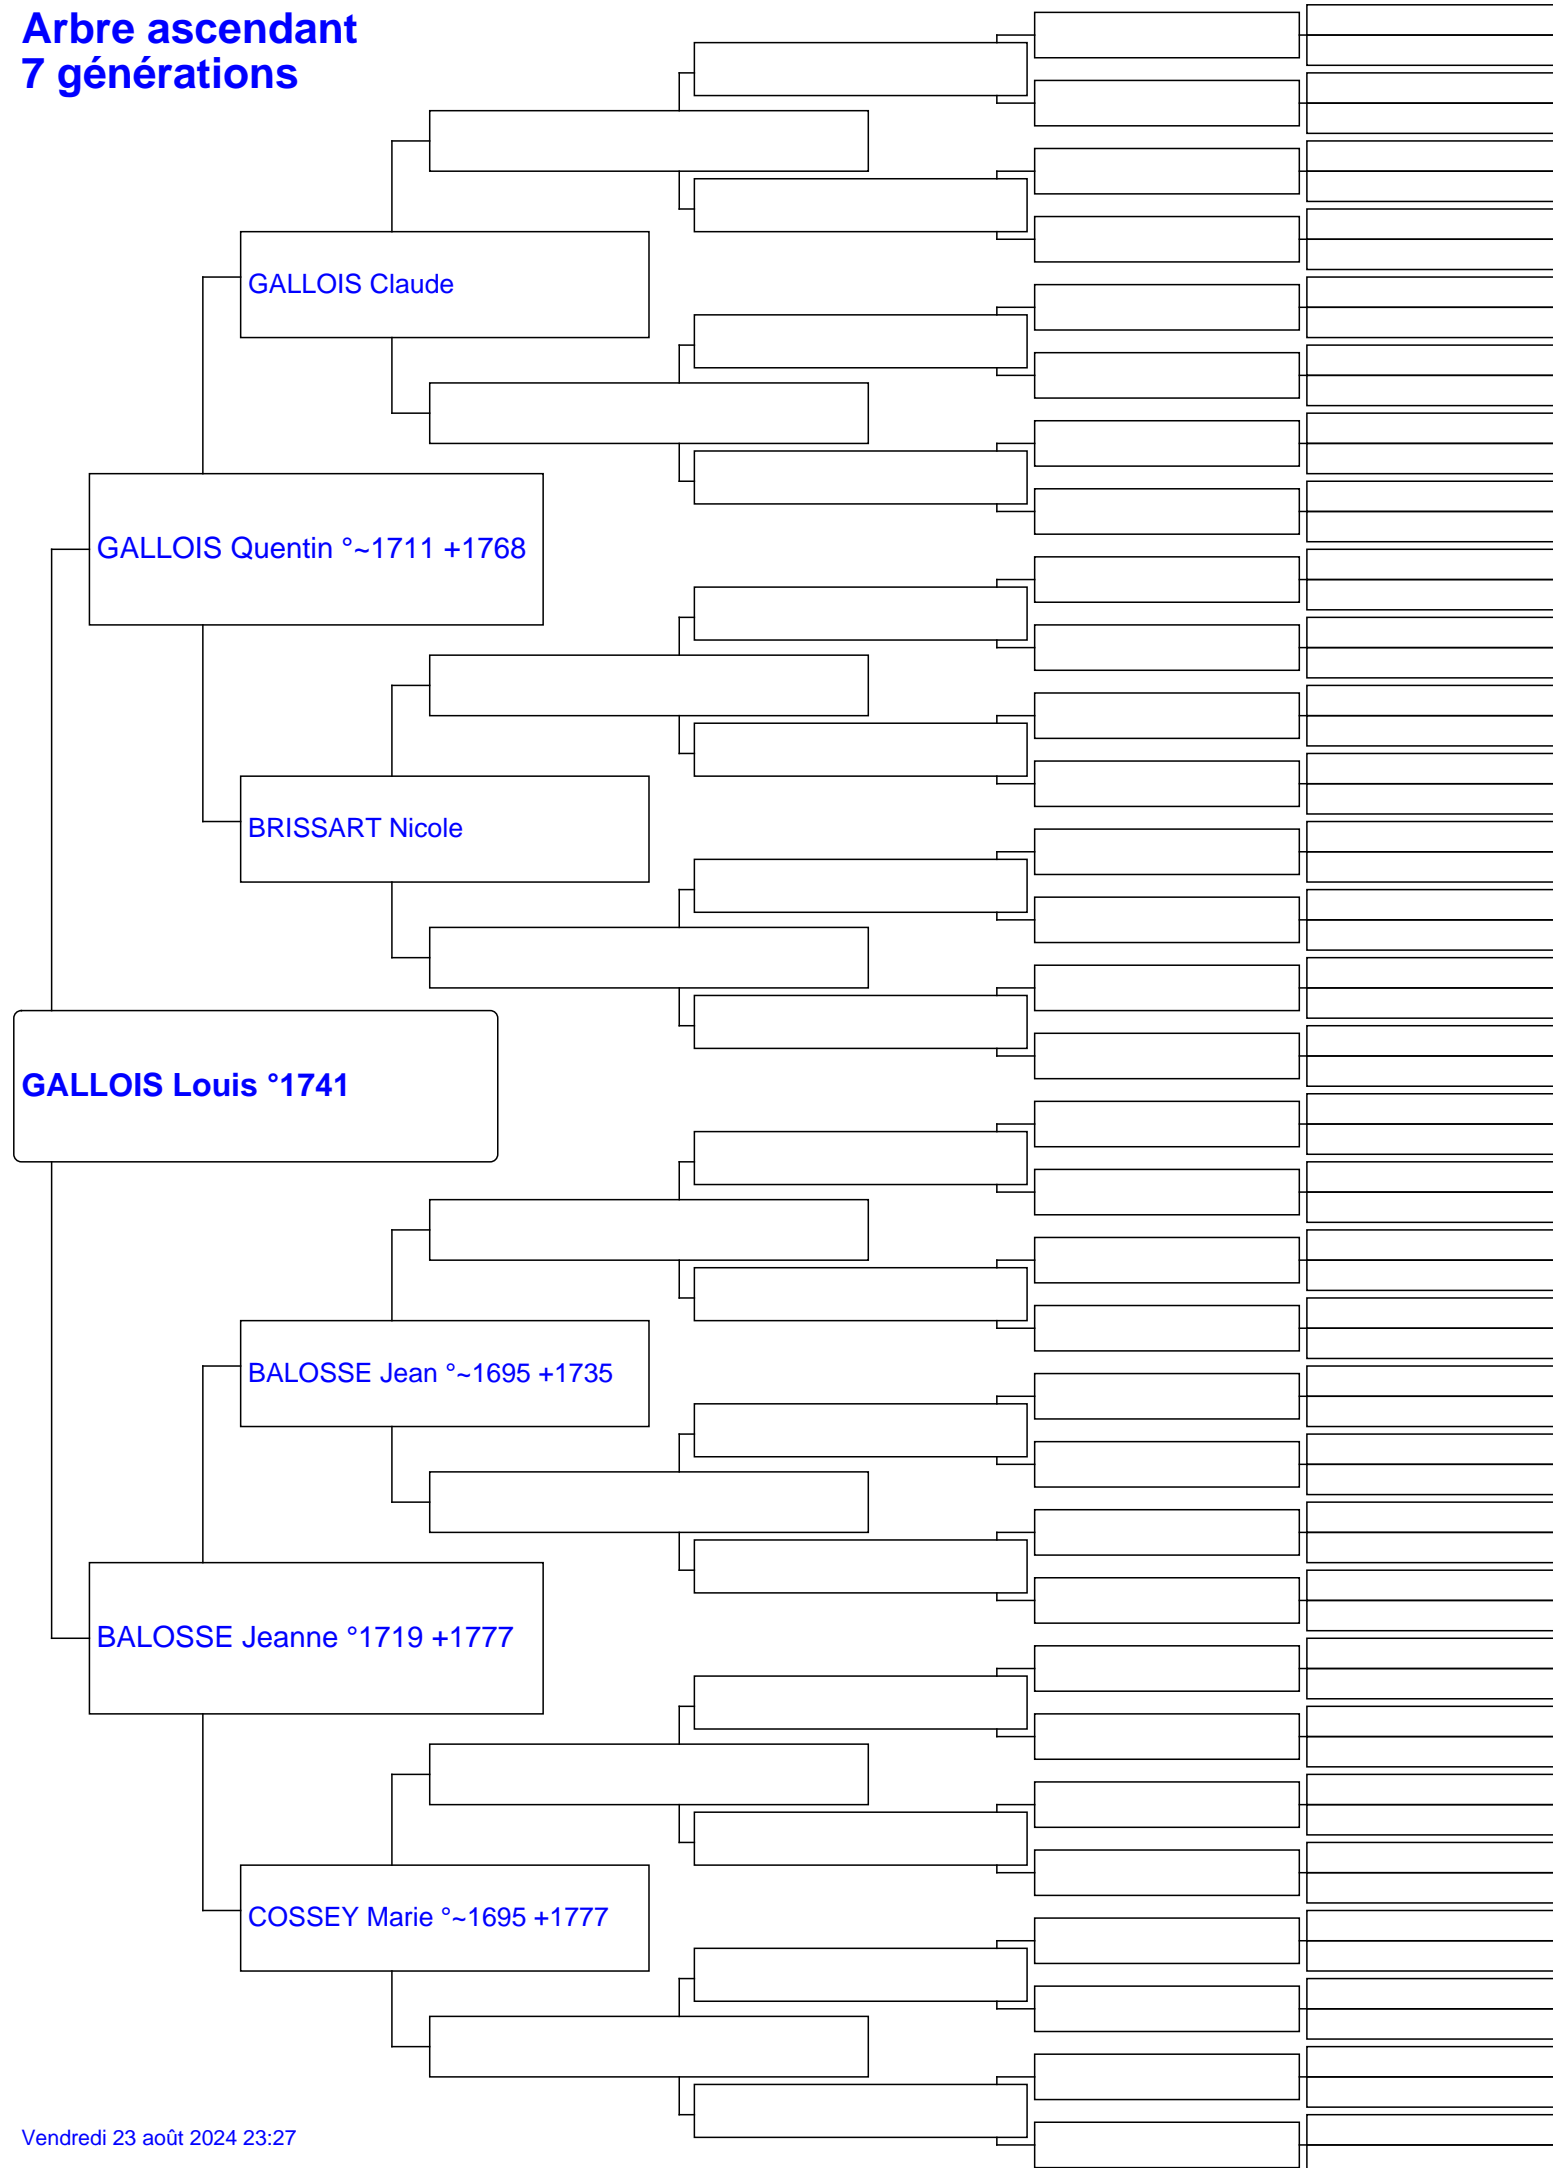 Arbre ascendant
7 générations
GALLOIS Claude
GALLOIS Quentin °~1711 +1768
BRISSART Nicole
GALLOIS Louis °1741
BALOSSE Jean °~1695 +1735
BALOSSE Jeanne °1719 +1777
COSSEY Marie °~1695 +1777
Vendredi 23 août 2024 23:27